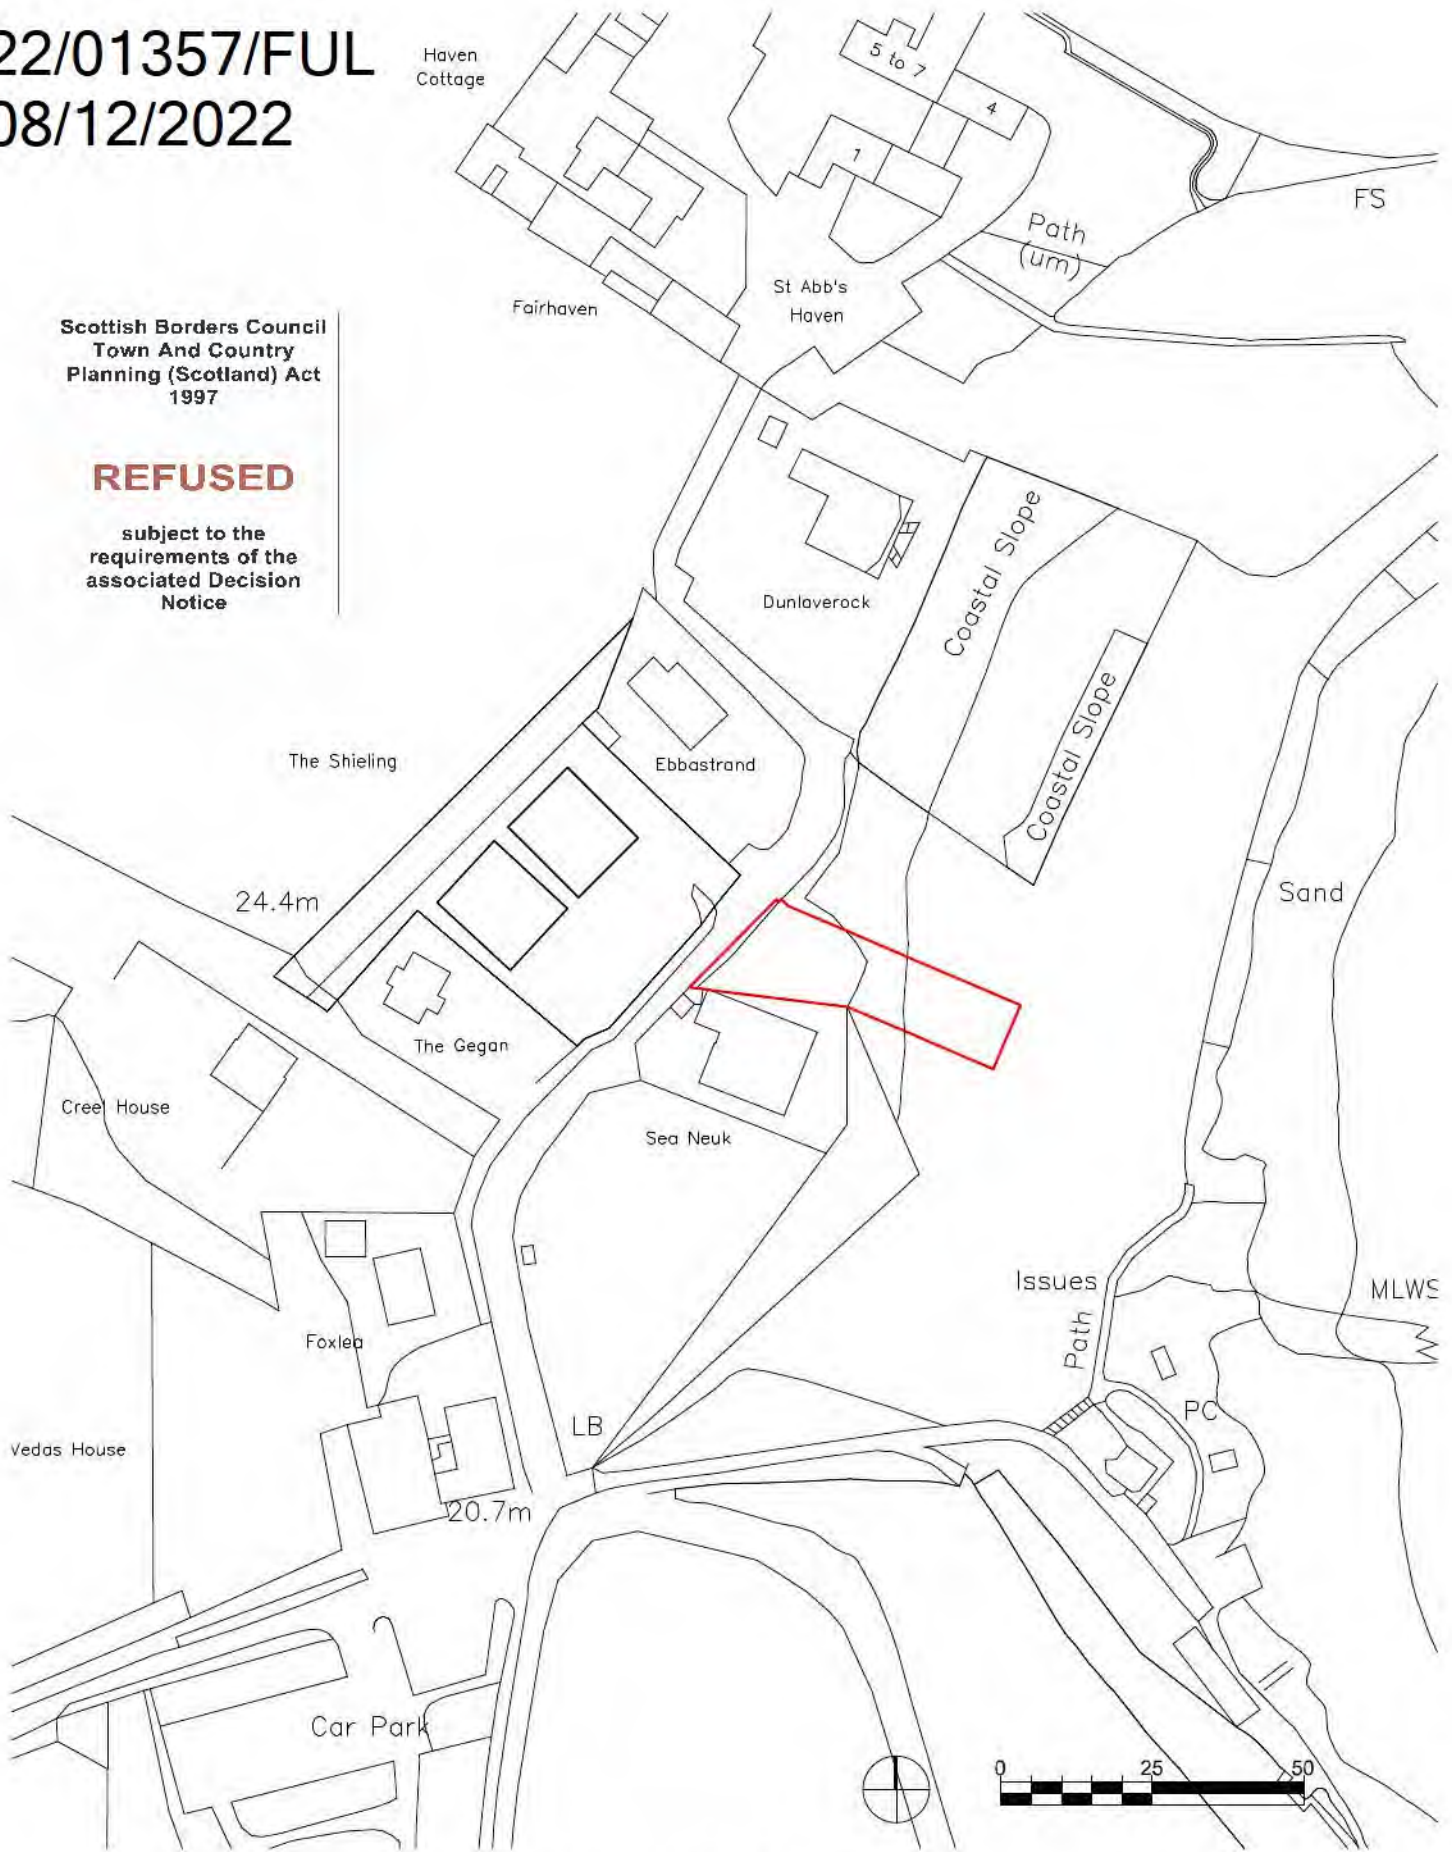 22/01357/FUL
08/12/2022
Haven
Cottage
5 to 7
4
1
FS
Path
(um)
St Abb's
Haven
Fairhaven
Scottish Borders Council
Town And Country
Planning (Scotland) Act
1997
REFUSED
subject to the
requirements of the
associated Decision
Notice
Coastal Slope
Dunlaverock
Coastal Slope
The Shieling
Ebbastrand
Sand
24.4m
The Gegan
Creel House
Sea Neuk
Issues
MLWS
Path
Foxlea
PC
LB
Vedas House
20.7m
Car Park
0 25 50